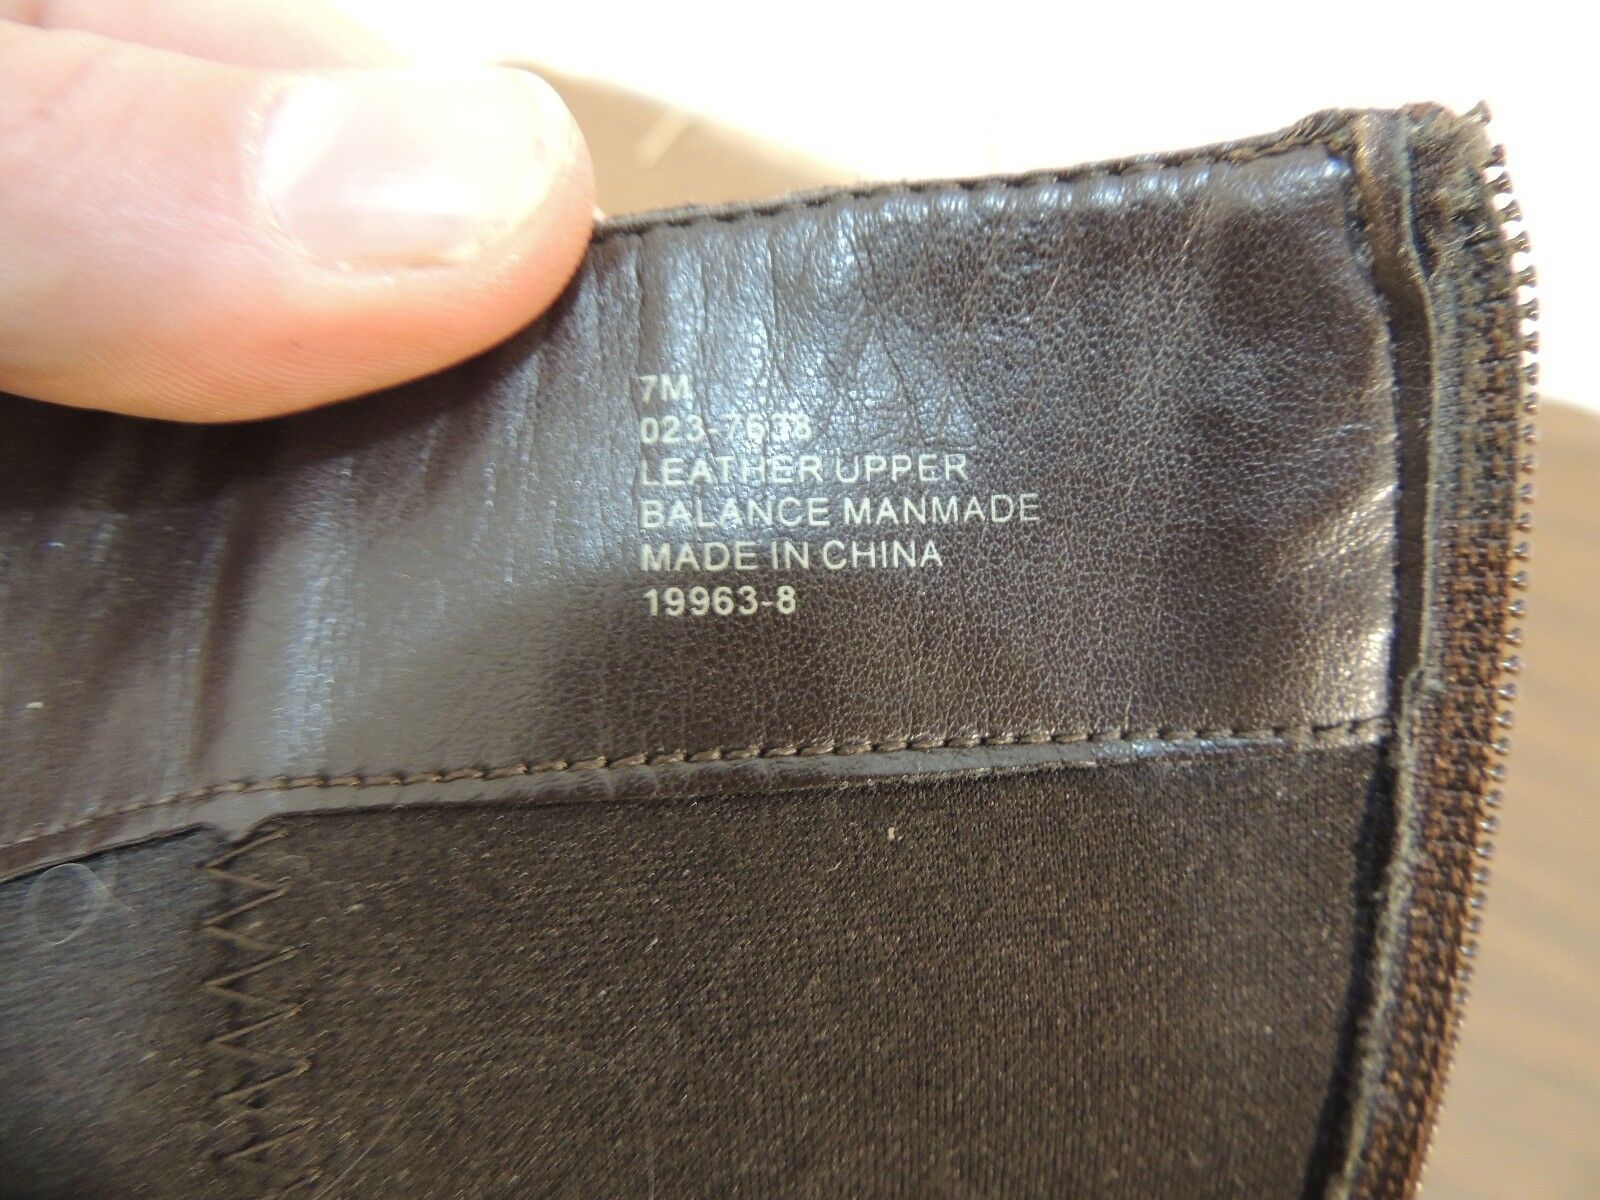 7M
023-7638
LEATHER UPPER
BALANCE MANMADE
MADE IN CHINA
19963-8